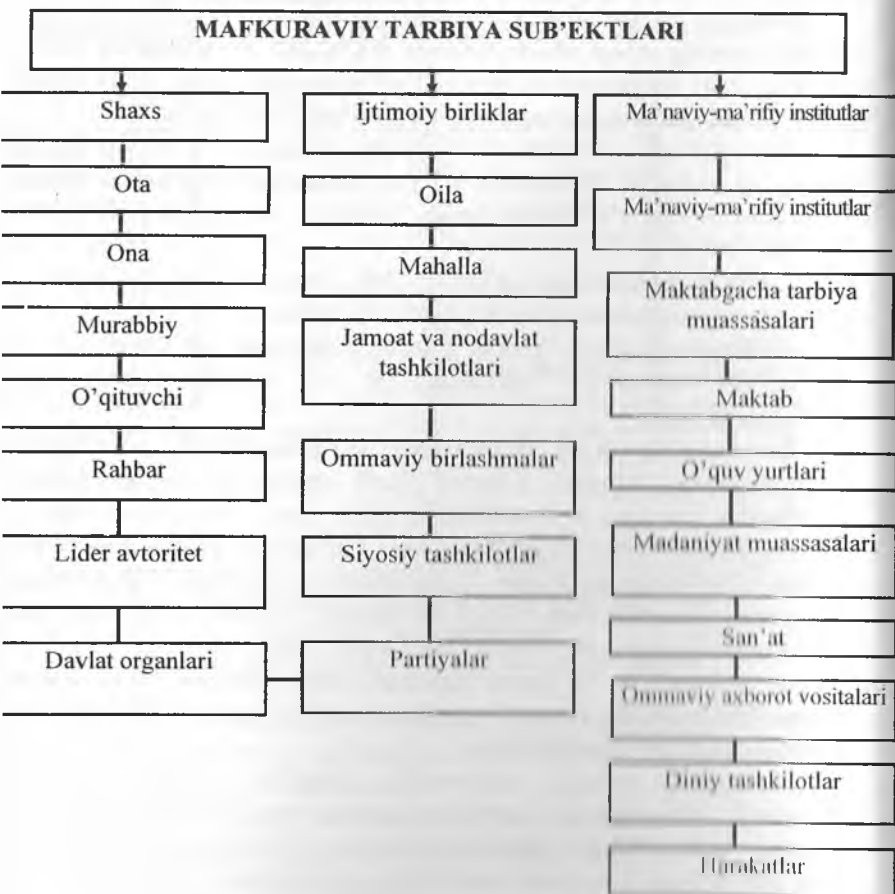 MAFKURAVIY TARBIYA SUB'EKTLARI
Shaxs
Ota
Ona
Murabbiy
O'qituvchi
Rahbar
Lider avtoritet
Davlat organlari
Ijtimoiy birliklar
Oila
Mahalla
Jamoat va nodavlat
tashkilotlari
Ommaviy birlashmalar
Siyosiy tashkilotlar
Partiyalar
Ma'naviy-ma'rifiy institutlar
Ma'naviy-ma'rifiy institutlar
Maktabgacha tarbiya
muassasalari
Maktab
O'quv yurtlari
Madaniyat muassasalari
San'at
Ommaviy axborot vositalari
Diniy tashkilotlar
Harakatlar